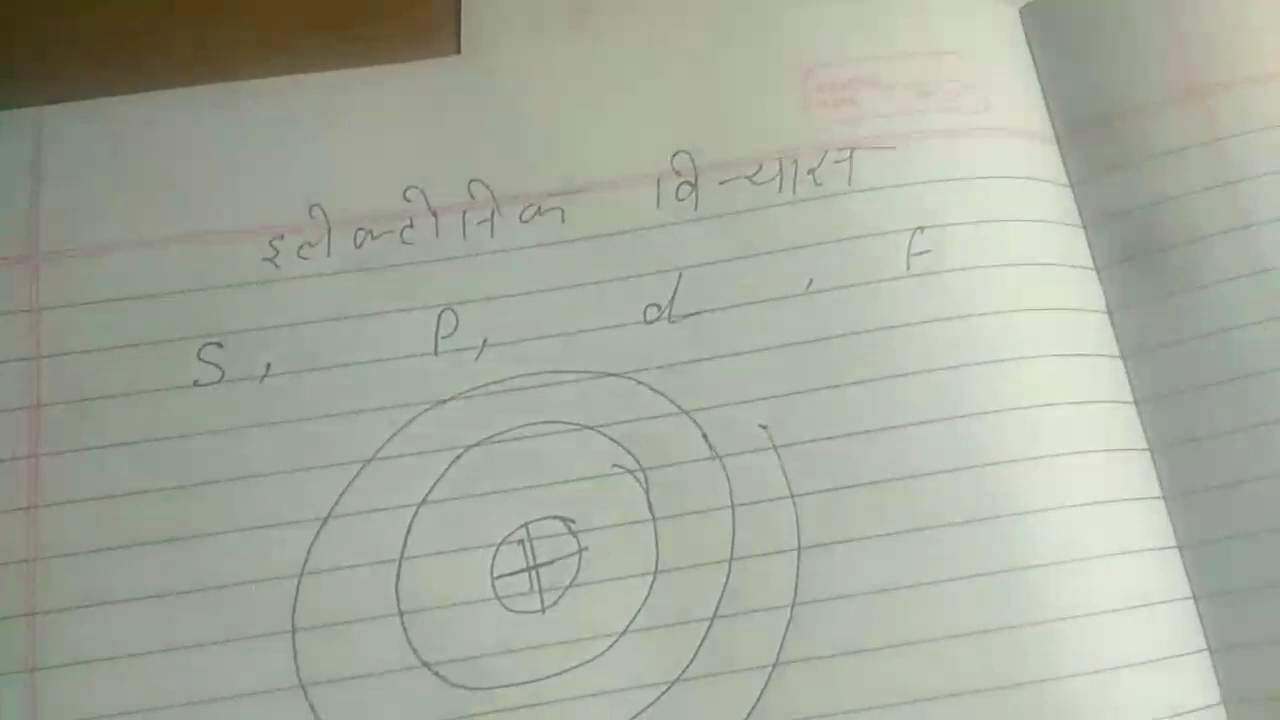 इलेक्टोनिक विन्यास
S, P, d , f
+